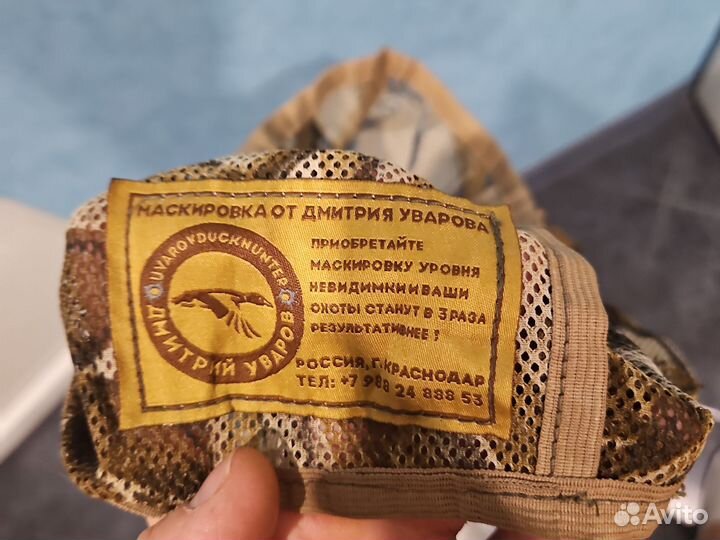 МАСКИРОВКА ОТ ДМИТРИЯ УВАРОВА
UVAROVDUCKHUNTER
ДМИТРИЙ УВАРОВ
ПРИОБРЕТАЙТЕ
МАСКИРОВКУ УРОВНЯ
НЕВИДИМКИ И ВАШИ
ОХОТЫ СТАНУТ В 3 РАЗА
РЕЗУЛЬТАТИВНЕЕ !
РОССИЯ, Г. КРАСНОДАР
ТЕЛ: +7 988 24 888 53
Avito